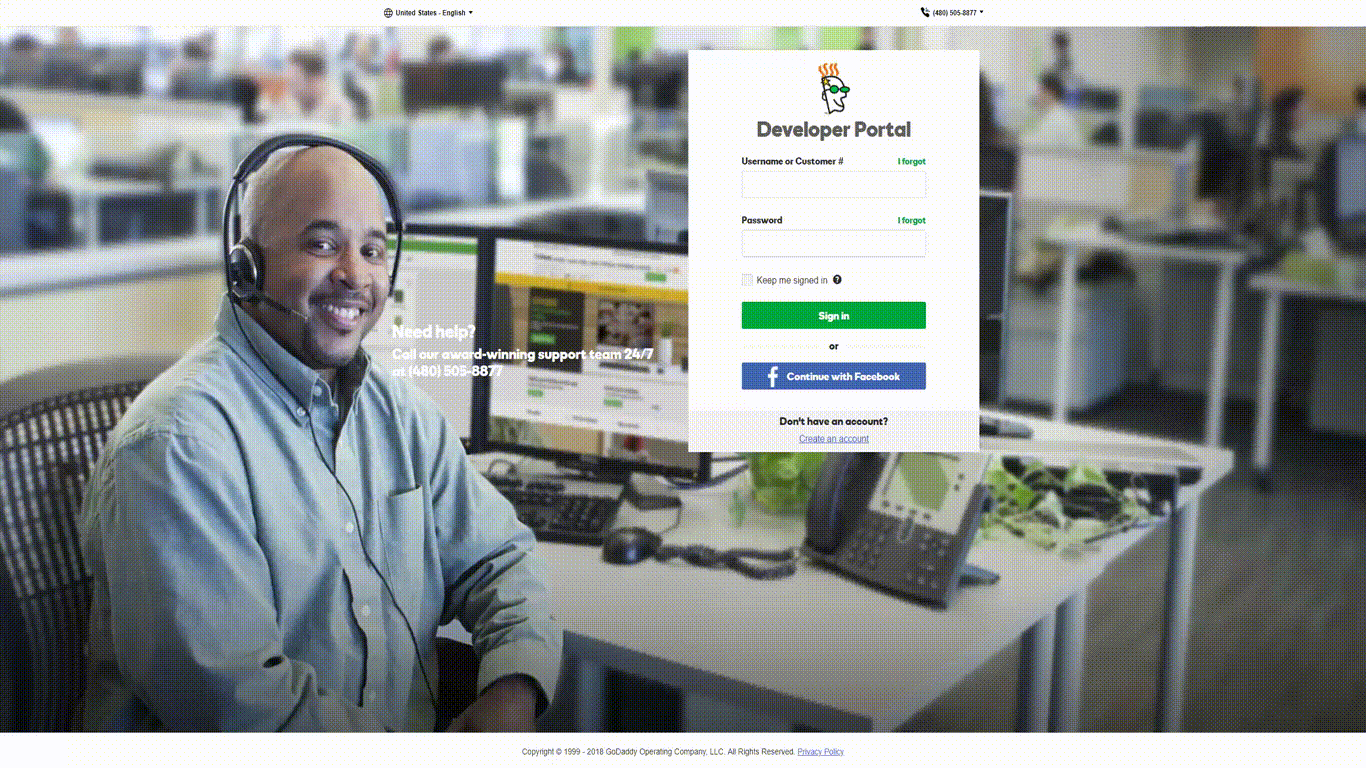 United States - English
(480) 505-8877
Developer Portal
Username or Customer #
I forgot
Password
I forgot
Keep me signed in
Sign in
or
Continue with Facebook
Don't have an account?
Create an account
Need help?
Call our award-winning support team 24/7
at (480) 505-8877
Copyright © 1999 - 2018 GoDaddy Operating Company, LLC. All Rights Reserved. Privacy Policy